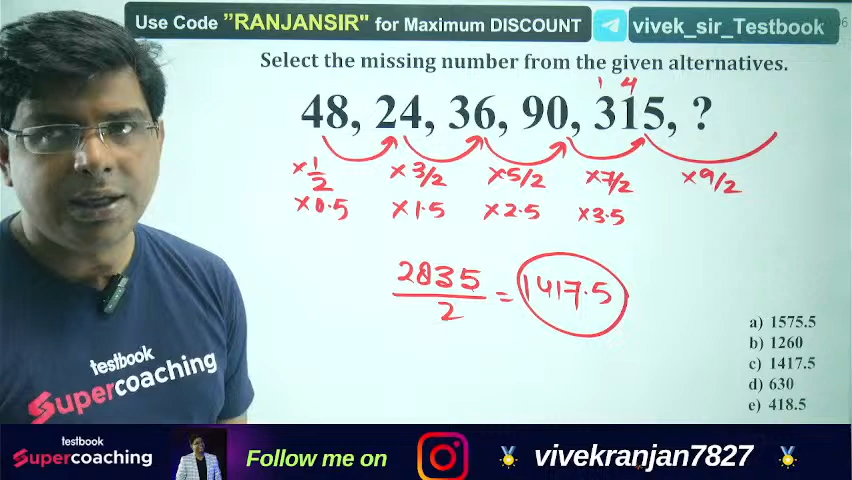 Use Code "RANJANSIR" for Maximum DISCOUNT
vivek_sir_Testbook
Select the missing number from the given alternatives.
1 4
48, 24, 36, 90, 315, ?
×1/2 ×3/2 ×5/2 ×7/2 ×9/2
×0.5 ×1.5 ×2.5 ×3.5
2835/2 = 1417.5
a) 1575.5
b) 1260
c) 1417.5
d) 630
e) 418.5
testbook
Supercoaching
testbook
Supercoaching
Follow me on
vivekranjan7827